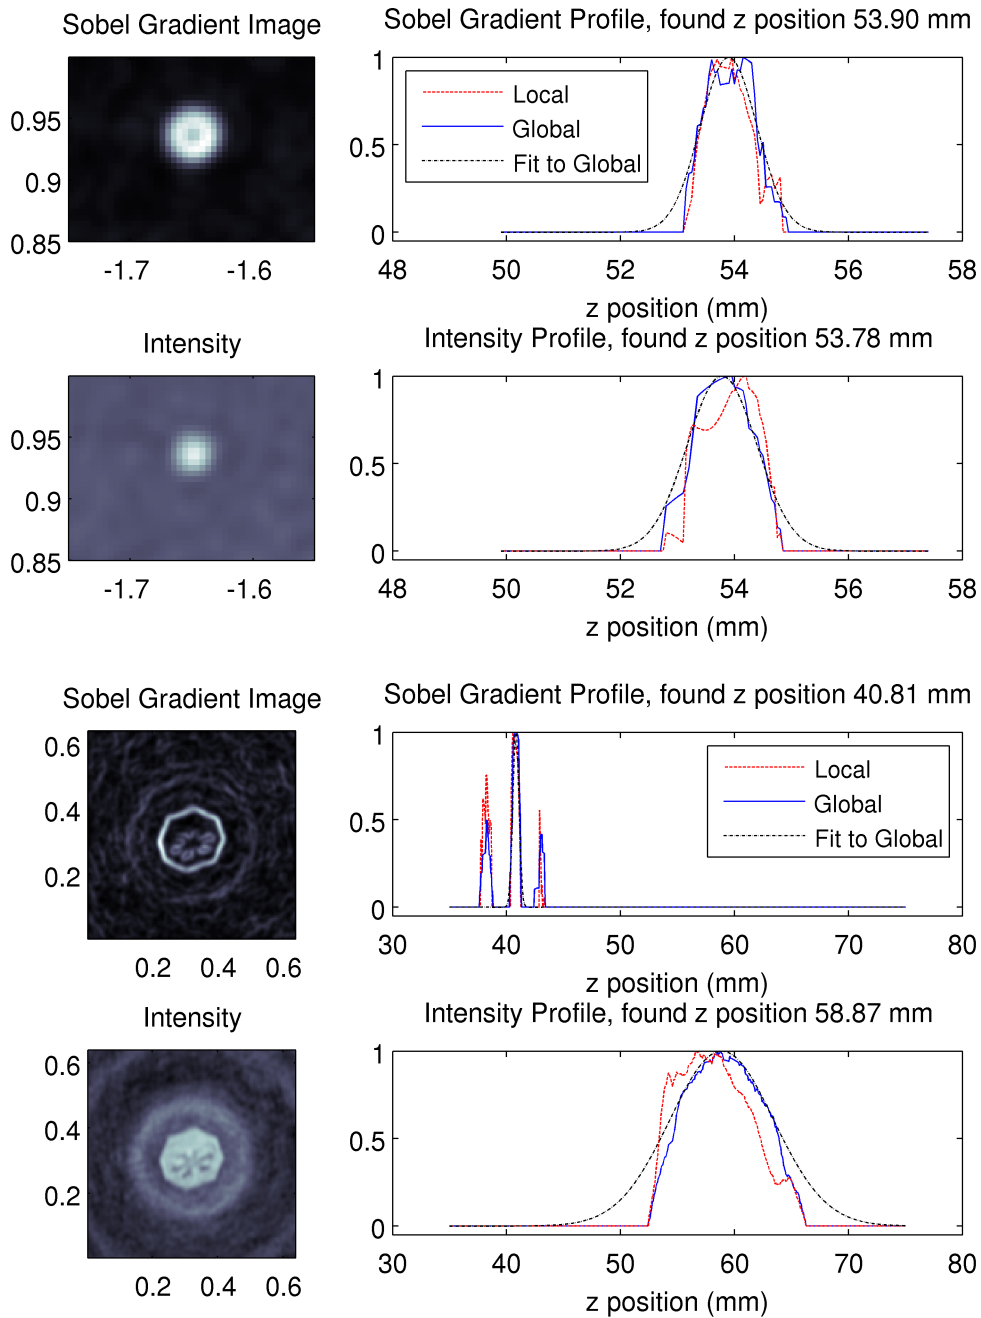 Sobel Gradient Image
0.95
0.9
0.85
-1.7 -1.6
Sobel Gradient Profile, found z position 53.90 mm
1
0.5
0
Local
Global
Fit to Global
48 50 52 54 56 58
z position (mm)
Intensity
0.95
0.9
0.85
-1.7 -1.6
Intensity Profile, found z position 53.78 mm
1
0.5
0
48 50 52 54 56 58
z position (mm)
Sobel Gradient Image
0.6
0.4
0.2
0.2 0.4 0.6
Sobel Gradient Profile, found z position 40.81 mm
1
0.5
0
Local
Global
Fit to Global
30 40 50 60 70 80
z position (mm)
Intensity
0.6
0.4
0.2
0.2 0.4 0.6
Intensity Profile, found z position 58.87 mm
1
0.5
0
30 40 50 60 70 80
z position (mm)